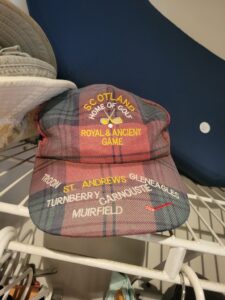 SCOTLAND
HOME OF GOLF
ROYAL & ANCIENT
GAME
TROON ST. ANDREWS GLENEAGLES
TURNBERRY CARNOUSTIE
MUIRFIELD